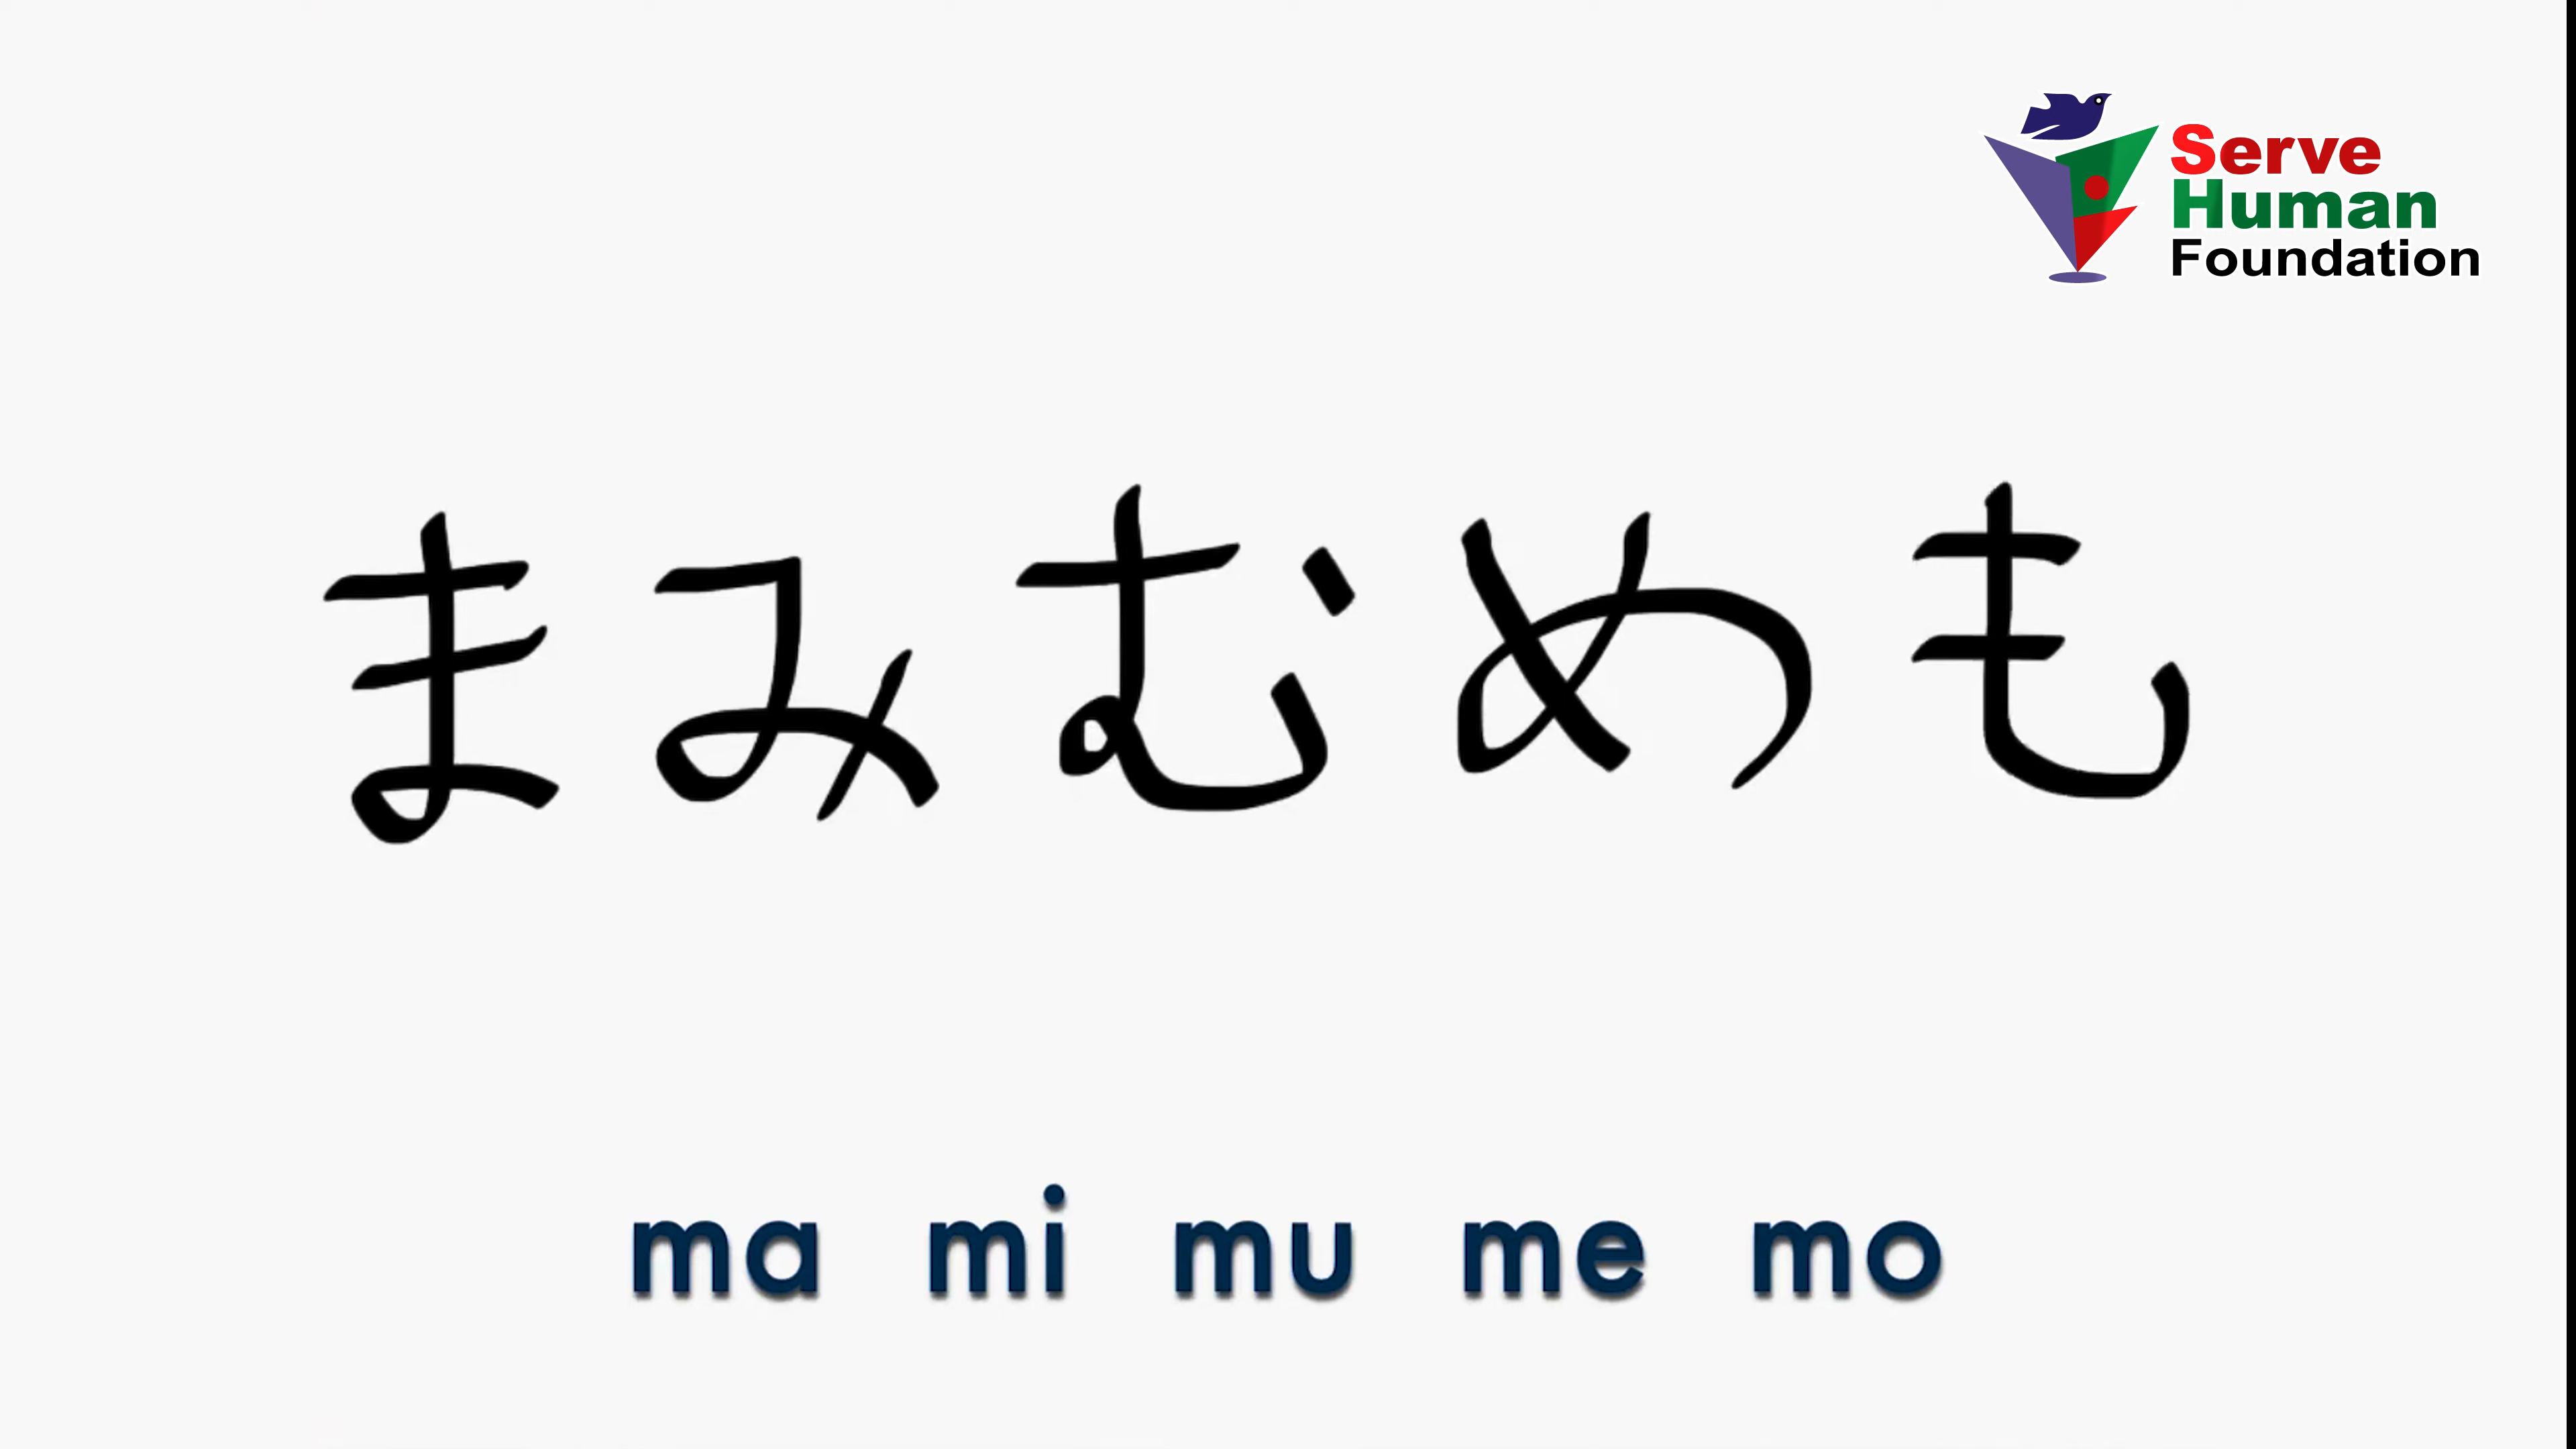 Serve
Human
Foundation
まみむめも
ma mi mu me mo